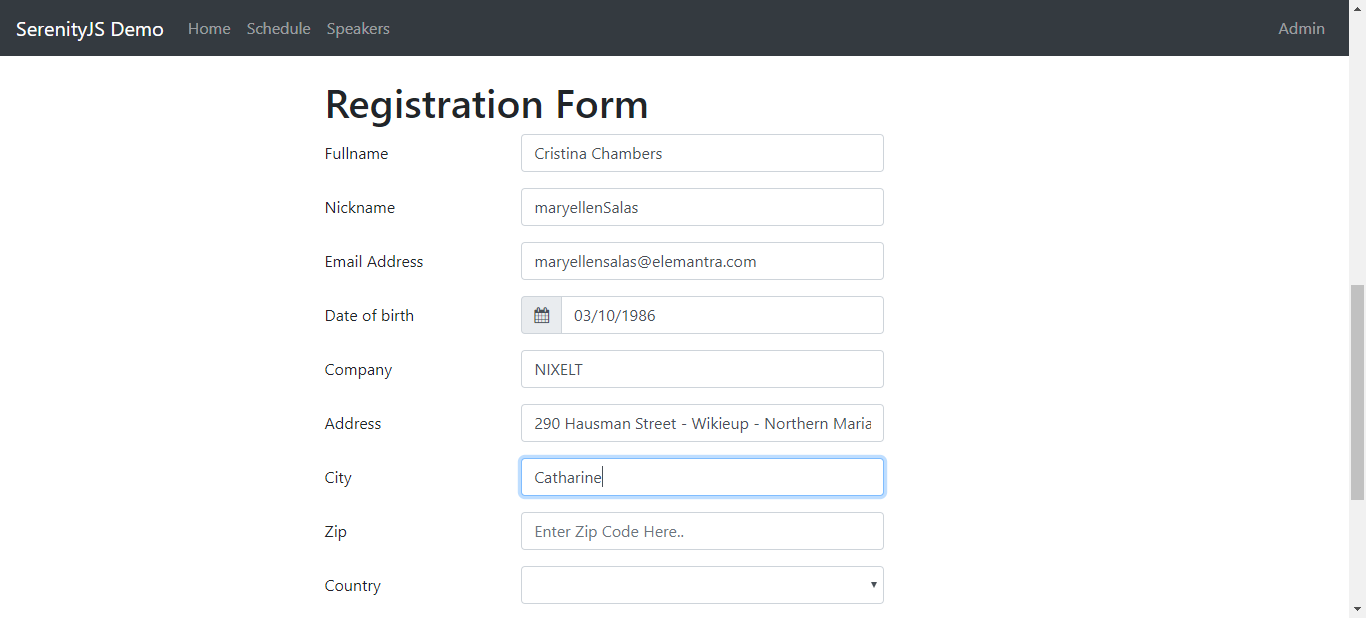 SerenityJS Demo Home Schedule Speakers Admin
Registration Form
Fullname Cristina Chambers
Nickname maryellenSalas
Email Address maryellensalas@elemantra.com
Date of birth 03/10/1986
Company NIXELT
Address 290 Hausman Street - Wikieup - Northern Maria
City Catharine
Zip Enter Zip Code Here..
Country